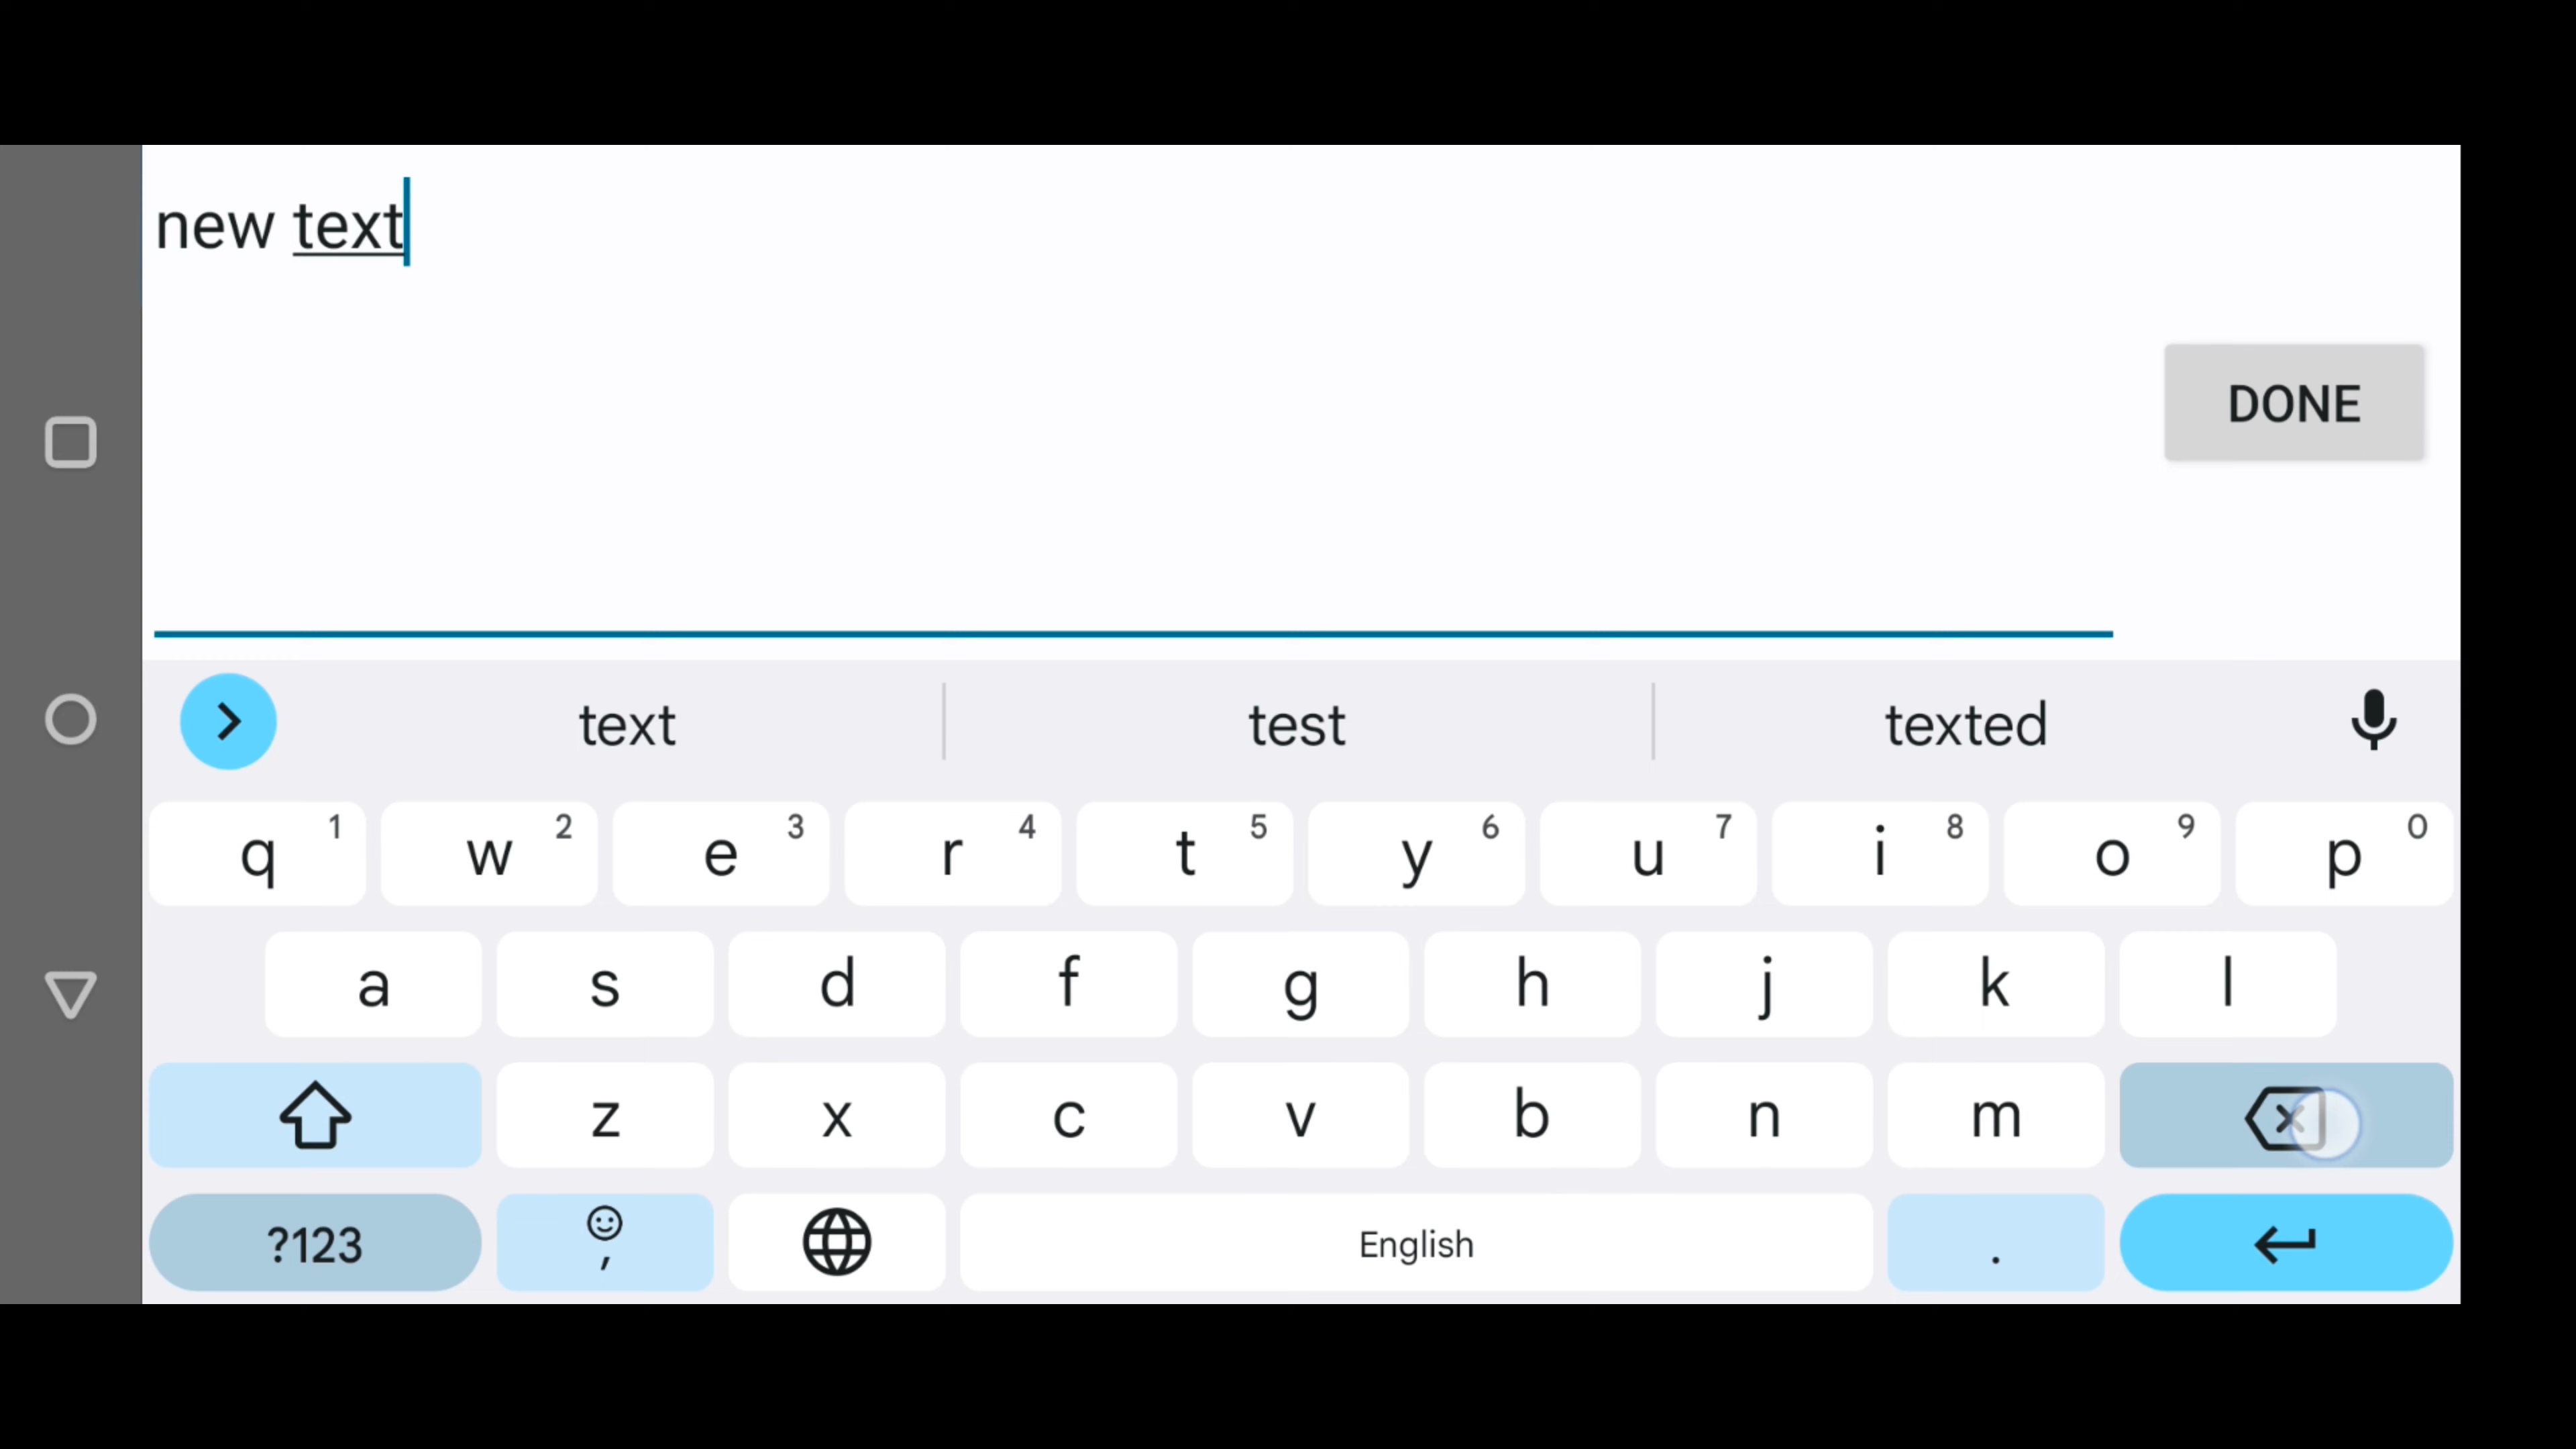 new text
DONE
text test texted
q 1 w 2 e 3 r 4 t 5 y 6 u 7 i 8 o 9 p 0
a s d f g h j k l
z x c v b n m
?123 , English .